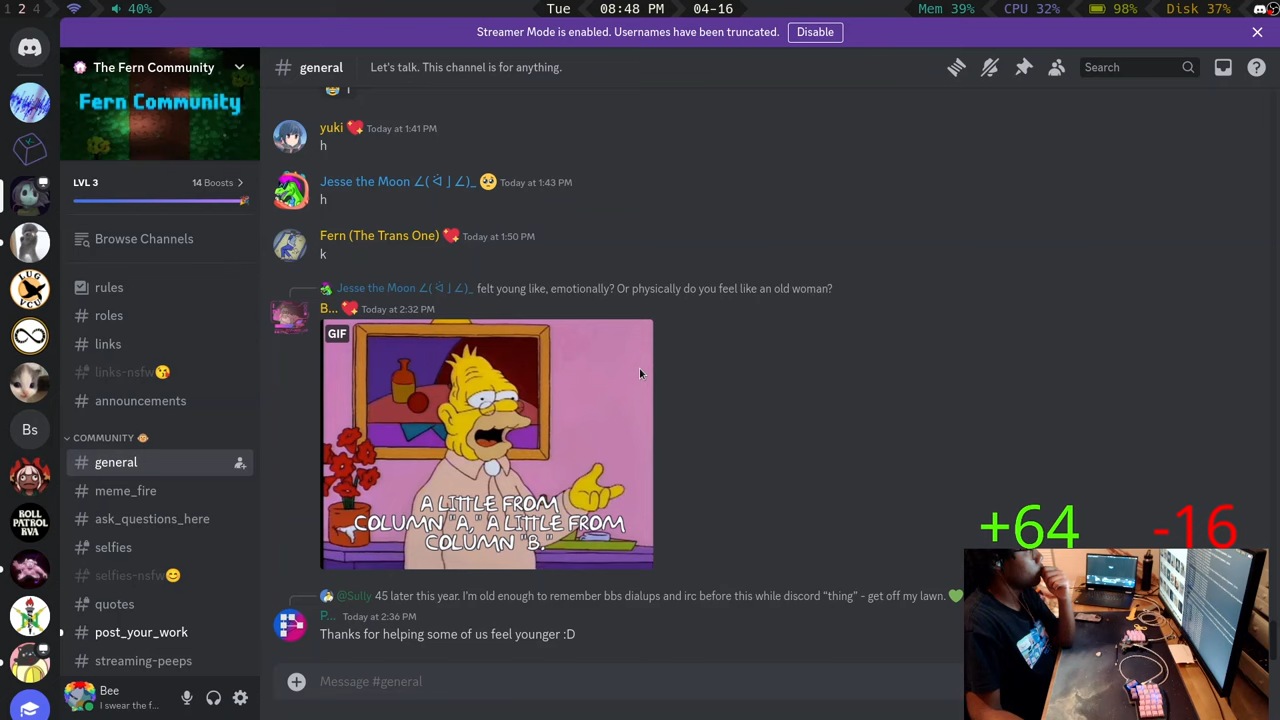 1 2 4
40%
Tue 08:48 PM 04-16
Mem 39% CPU 32% 98% Disk 37%
Streamer Mode is enabled. Usernames have been truncated. Disable
The Fern Community
Fern Community
LVL 3 14 Boosts
Browse Channels
rules
roles
links
links-nsfw😘
announcements
COMMUNITY 🐵
general
meme_fire
ask_questions_here
selfies
selfies-nsfw😊
quotes
post_your_work
streaming-peeps
Bee
I swear the f...
Bs
LUG
VCU
ROLL
PATROL
RVA
# general Let's talk. This channel is for anything. Search
1
yuki 💖 Today at 1:41 PM
h
Jesse the Moon ∠( ᐛ 」∠)_ 🥺 Today at 1:43 PM
h
Fern (The Trans One) 💖 Today at 1:50 PM
k
Jesse the Moon ∠( ᐛ 」∠)_ felt young like, emotionally? Or physically do you feel like an old woman?
B... 💖 Today at 2:32 PM
GIF
A LITTLE FROM
COLUMN "A," A LITTLE FROM
COLUMN "B."
@Sully 45 later this year. I'm old enough to remember bbs dialups and irc before this while discord "thing" - get off my lawn. 💚
P... Today at 2:36 PM
Thanks for helping some of us feel younger :D
Message #general
+64 -16